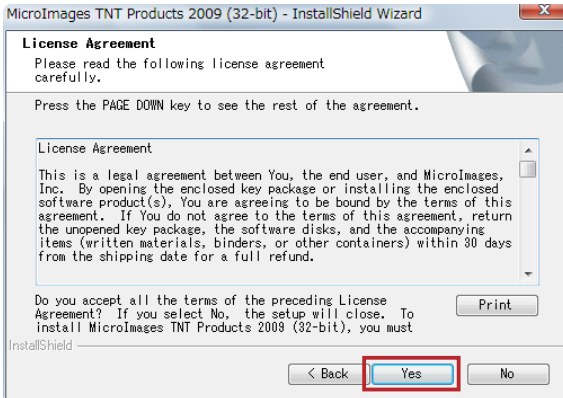 MicroImages TNT Products 2009 (32-bit) - InstallShield Wizard
License Agreement
Please read the following license agreement
carefully.
Press the PAGE DOWN key to see the rest of the agreement.
License Agreement
This is a legal agreement between You, the end user, and MicroImages,
Inc. By opening the enclosed key package or installing the enclosed
software product(s), You are agreeing to be bound by the terms of this
agreement. If You do not agree to the terms of this agreement, return
the unopened key package, the software disks, and the accompanying
items (written materials, binders, or other containers) within 30 days
from the shipping date for a full refund.
Do you accept all the terms of the preceding License
Agreement? If you select No, the setup will close. To
install MicroImages TNT Products 2009 (32-bit), you must
Print
InstallShield
< Back
Yes
No